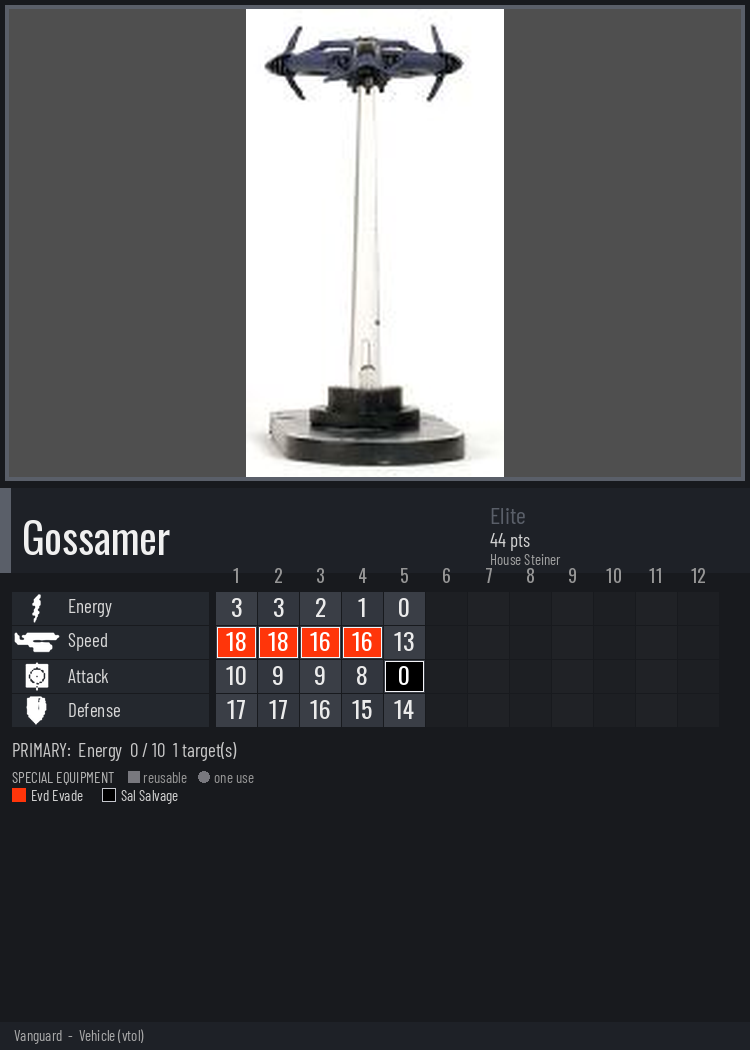 Gossamer
Elite
44 pts
House Steiner
1 2 3 4 5 6 7 8 9 10 11 12
Energy 3 3 2 1 0
Speed 18 18 16 16 13
Attack 10 9 9 8 0
Defense 17 17 16 15 14
PRIMARY: Energy 0 / 10 1 target(s)
SPECIAL EQUIPMENT reusable one use
Evd Evade Sal Salvage
Vanguard - Vehicle (vtol)